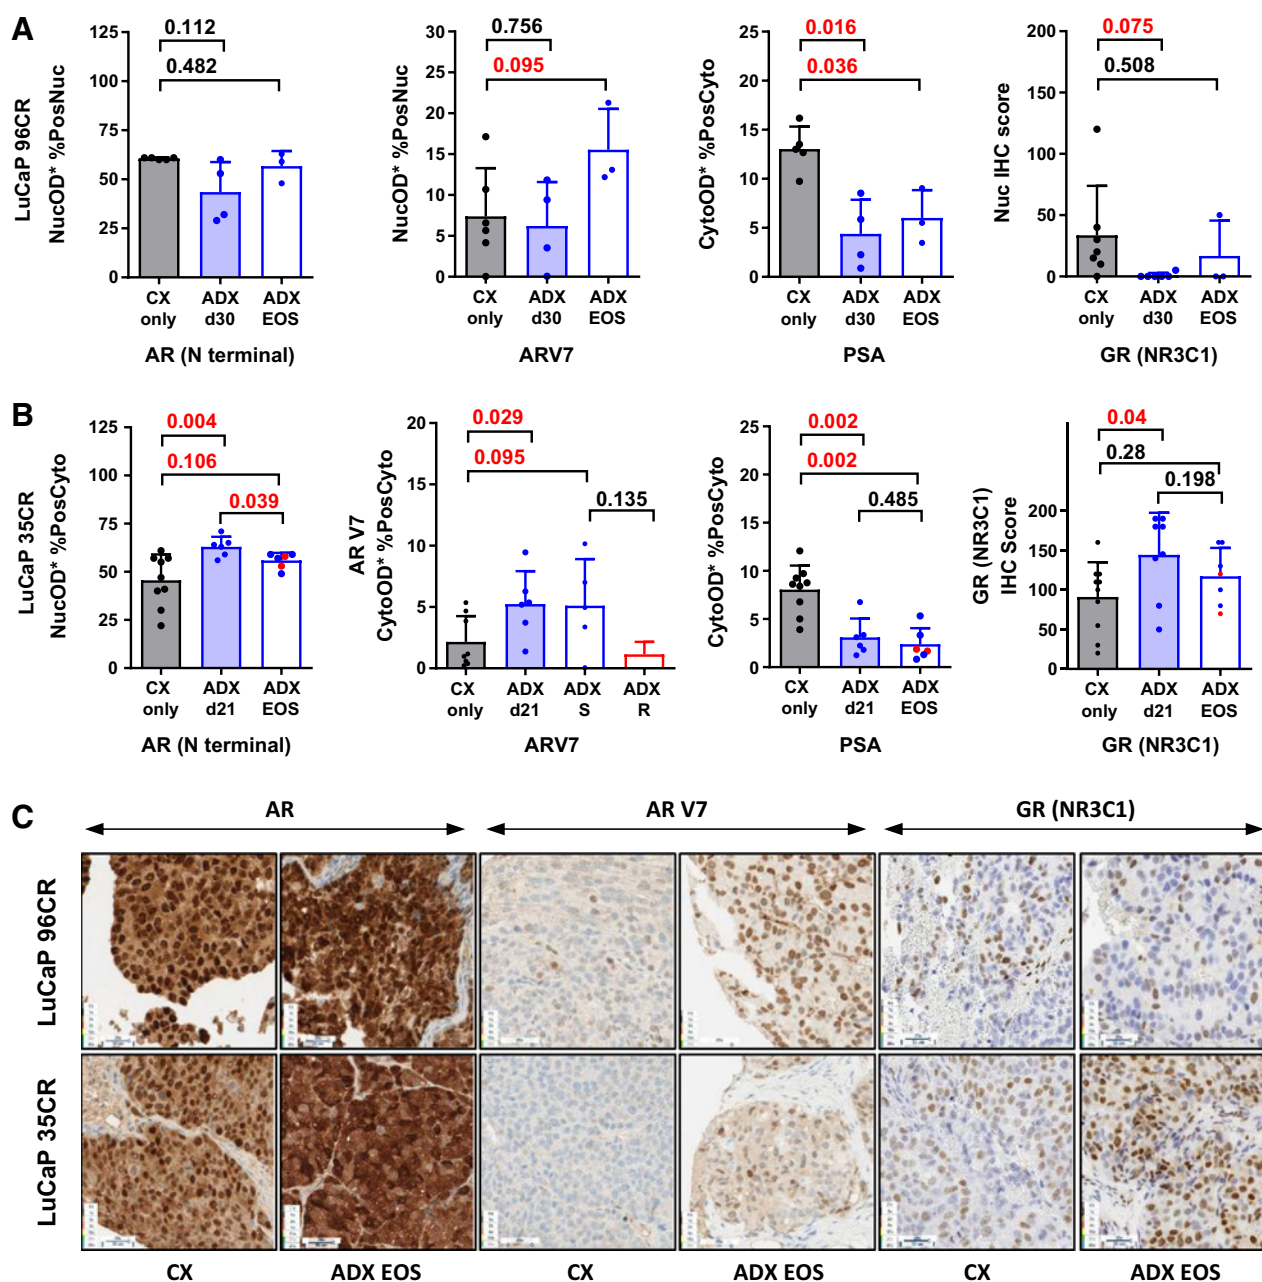 A
LuCaP 96CR
NucOD* %PosNuc
125
100
75
50
25
0
0.112
0.482
CX only
ADX d30
ADX EOS
AR (N terminal)
NucOD* %PosNuc
30
25
20
15
10
5
0
0.756
0.095
CX only
ADX d30
ADX EOS
ARV7
CytoOD* %PosCyto
25
20
15
10
5
0
0.016
0.036
CX only
ADX d30
ADX EOS
PSA
Nuc IHC score
200
150
100
50
0
0.075
0.508
CX only
ADX d30
ADX EOS
GR (NR3C1)
B
LuCaP 35CR
NucOD* %PosCyto
125
100
75
50
25
0
0.004
0.106
0.039
CX only
ADX d21
ADX EOS
AR (N terminal)
AR V7
CytoOD* %PosCyto
20
15
10
5
0
0.029
0.095
0.135
CX only
ADX d21
ADX S
ADX R
ARV7
CytoOD* %PosCyto
25
20
15
10
5
0
0.002
0.002
0.485
CX only
ADX d21
ADX EOS
PSA
GR (NR3C1)
IHC Score
200
150
100
50
0
0.04
0.28
0.198
CX only
ADX d21
ADX EOS
GR (NR3C1)
C
AR
AR V7
GR (NR3C1)
LuCaP 96CR
LuCaP 35CR
CX
ADX EOS
CX
ADX EOS
CX
ADX EOS